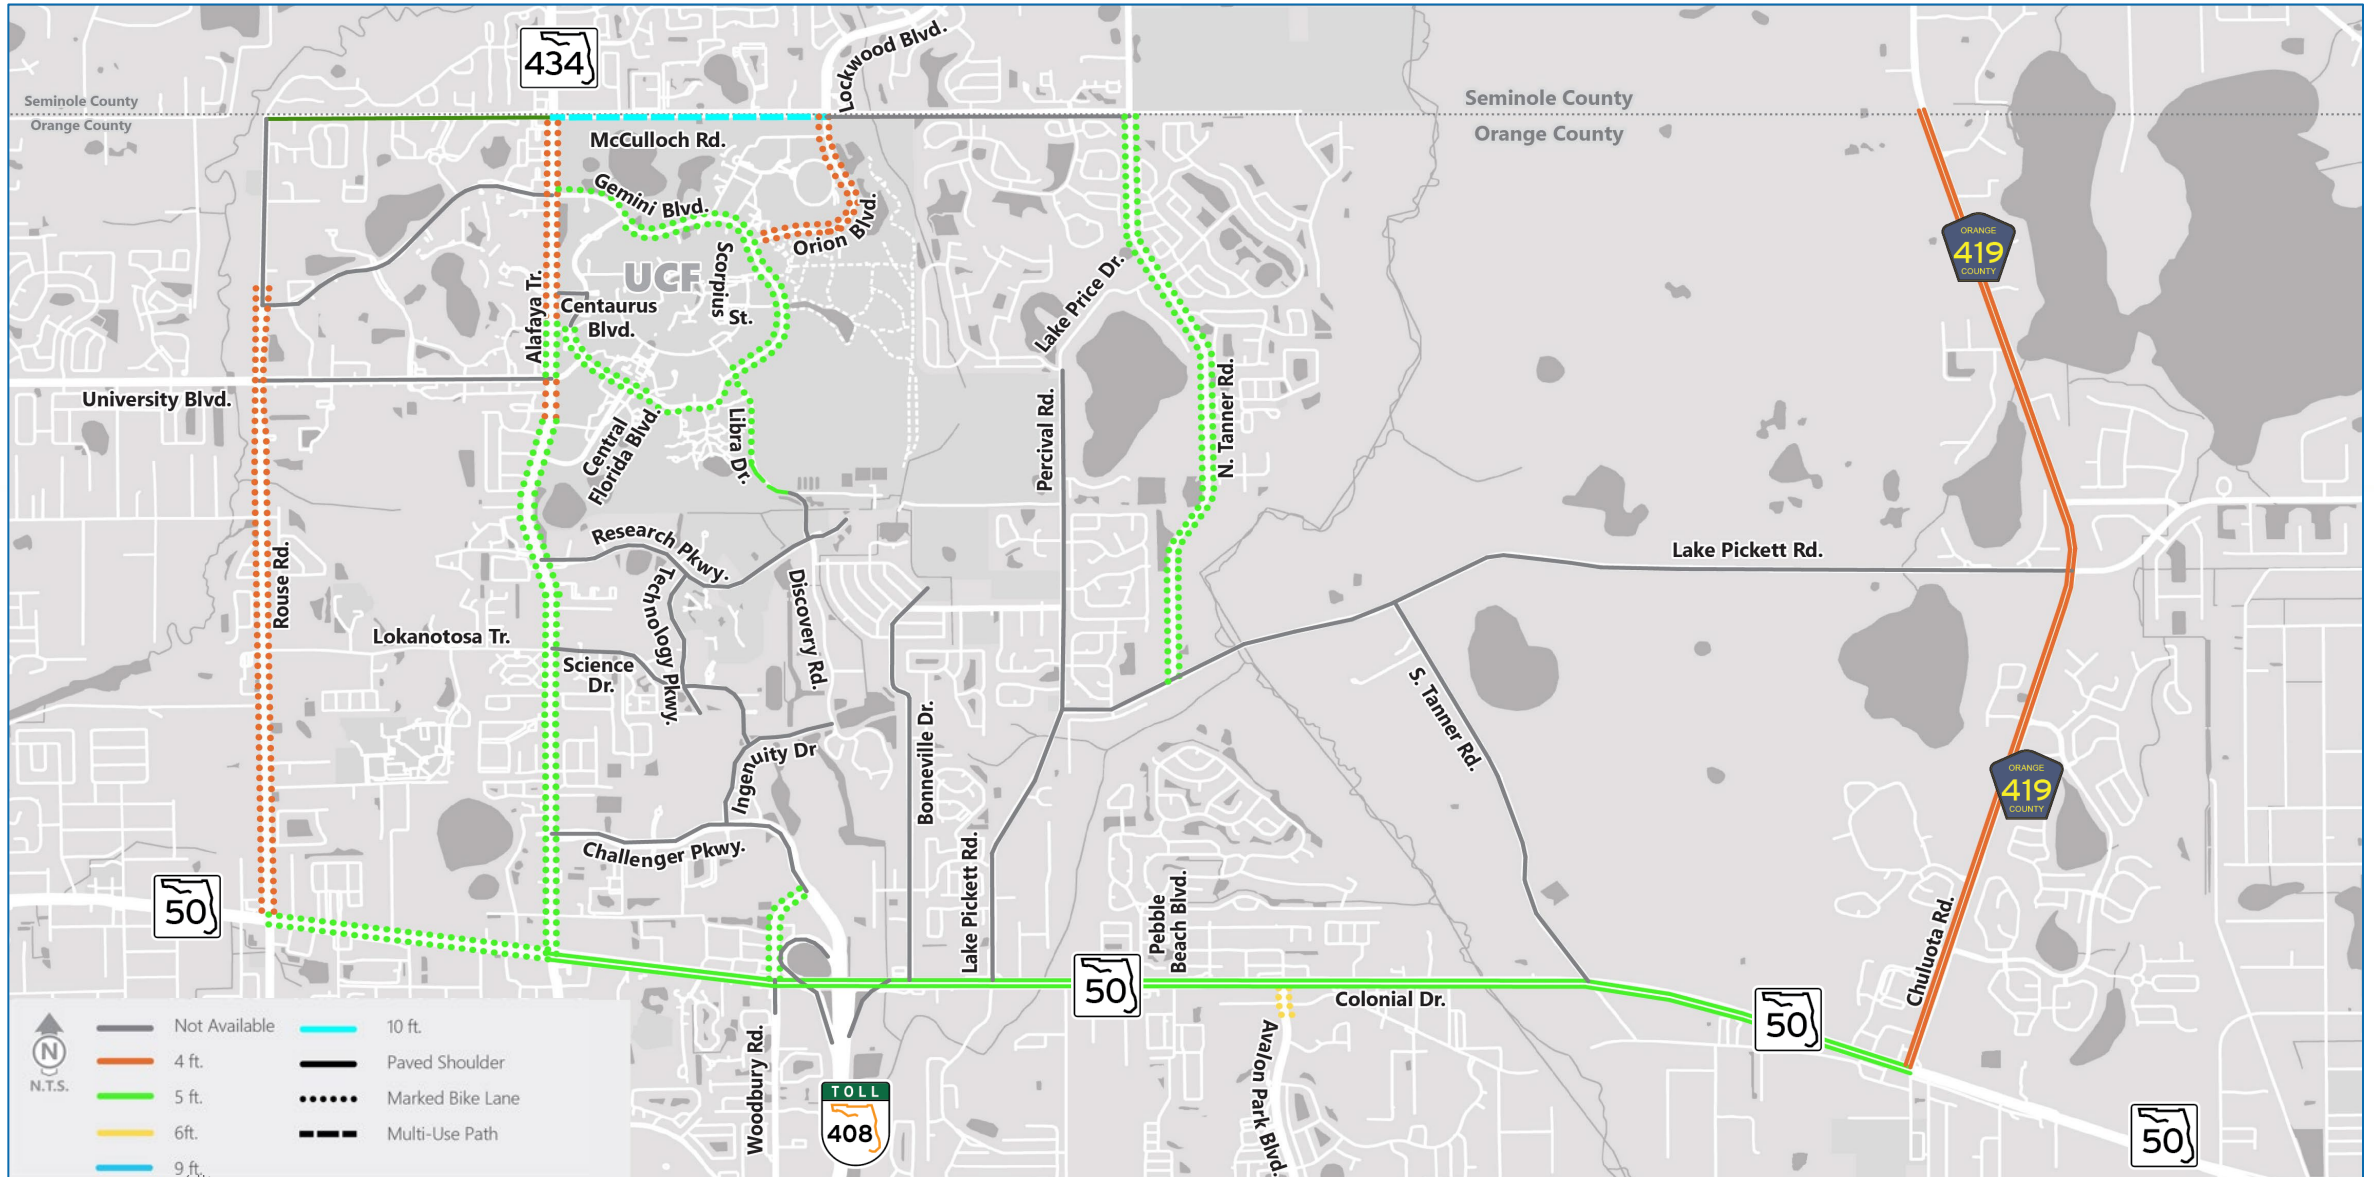 434
Lockwood Blvd.
Seminole County
Orange County
Seminole County
Orange County
McCulloch Rd.
Gemini Blvd.
Orion Blvd.
ORANGE
419
COUNTY
Scorpius
St.
UCF
Lake Price Dr.
Alafaya Tr.
Centaurus
Blvd.
University Blvd.
N. Tanner Rd.
Percival Rd.
Central
Florida Blvd.
Libra Dr.
Rouse Rd.
Research Pkwy.
Lake Pickett Rd.
Technology Pkwy.
Discovery Rd.
Lokanotosa Tr.
Science
Dr.
S. Tanner Rd.
Ingenuity Dr
Bonneville Dr.
ORANGE
419
COUNTY
Challenger Pkwy.
Lake Pickett Rd.
Pebble
Beach Blvd.
50
Chuluota Rd.
50
Colonial Dr.
50
Woodbury Rd.
Avalon Park Blvd.
TOLL
408
50
N
N.T.S.
Not Available
4 ft.
5 ft.
6ft.
9 ft.
10 ft.
Paved Shoulder
Marked Bike Lane
Multi-Use Path